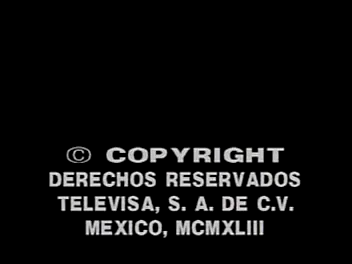 © COPYRIGHT
DERECHOS RESERVADOS
TELEVISA, S. A. DE C.V.
MEXICO, MCMXLIII